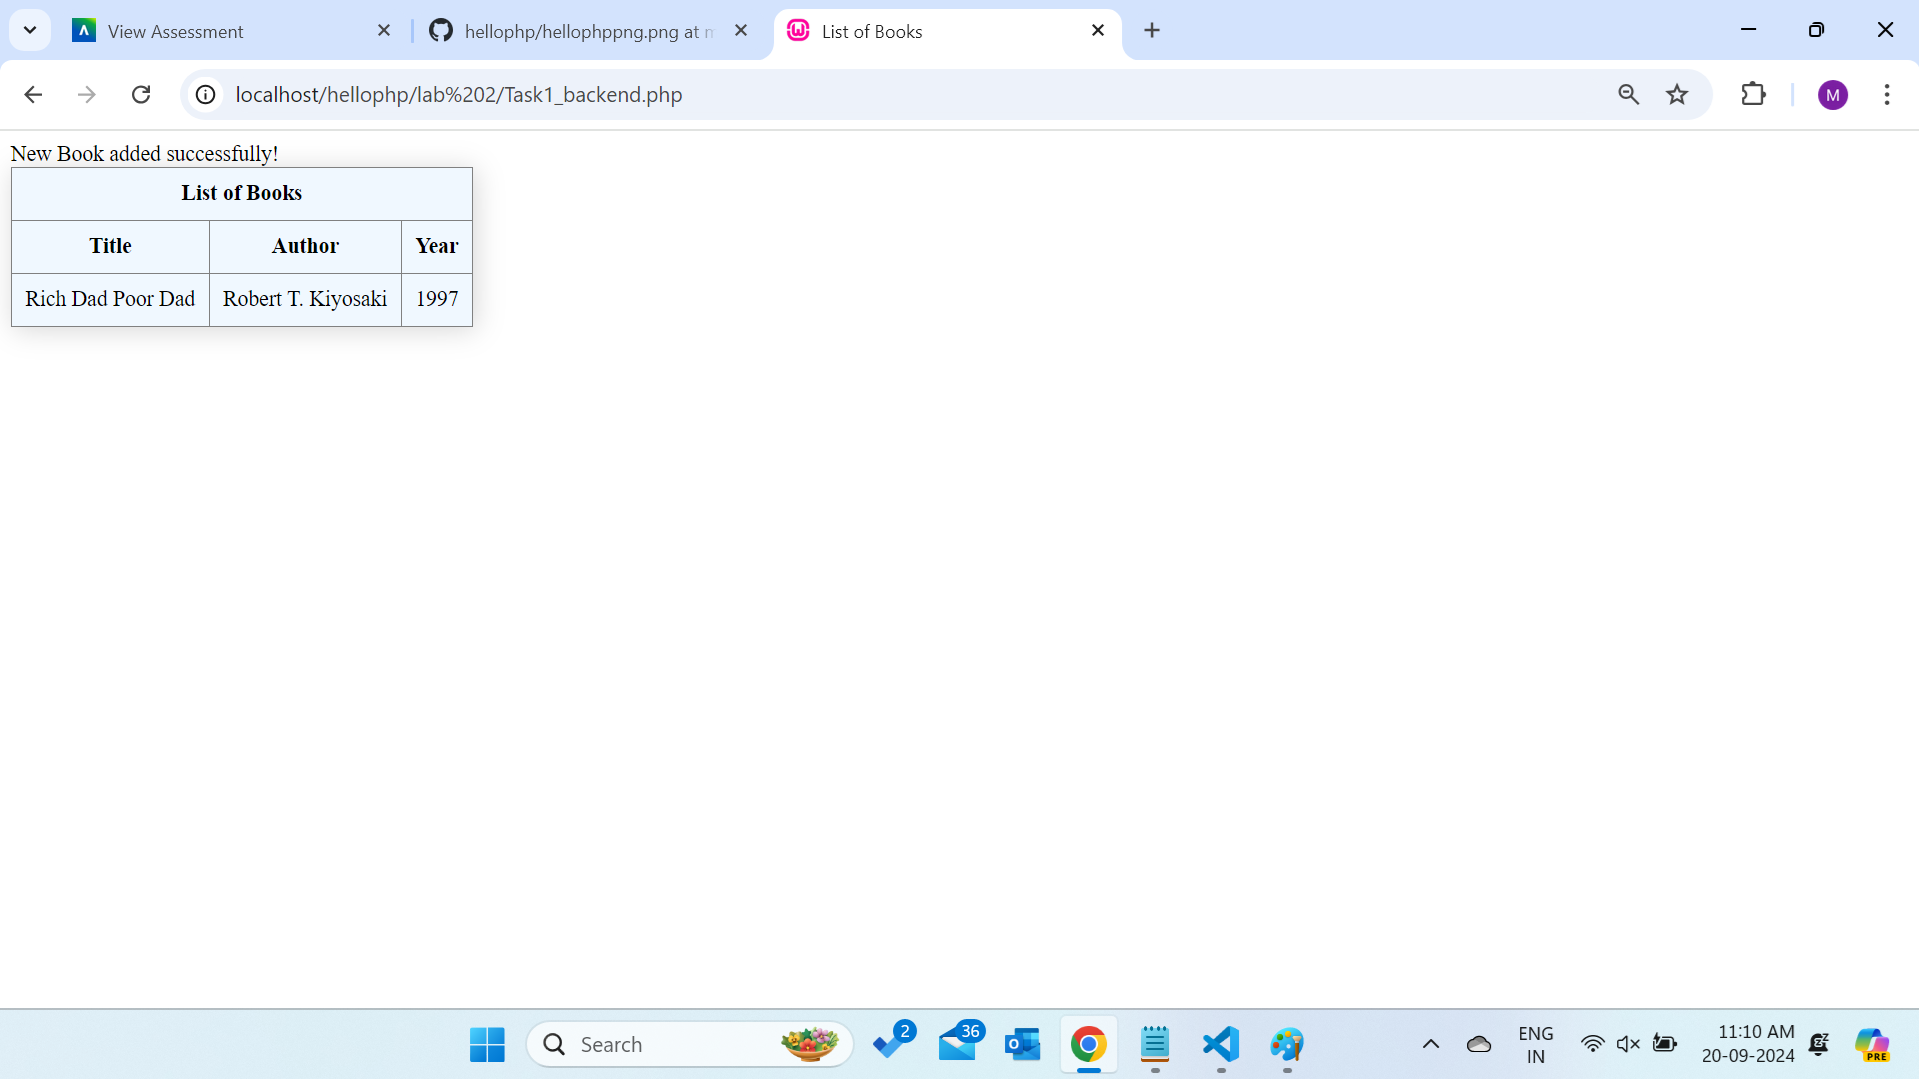 View Assessment
hellophp/hellophppng.png at m
List of Books
localhost/hellophp/lab%202/Task1_backend.php
M
New Book added successfully!
List of Books
Title Author Year
Rich Dad Poor Dad Robert T. Kiyosaki 1997
Search
2
36
ENG
IN
11:10 AM
20-09-2024
PRE